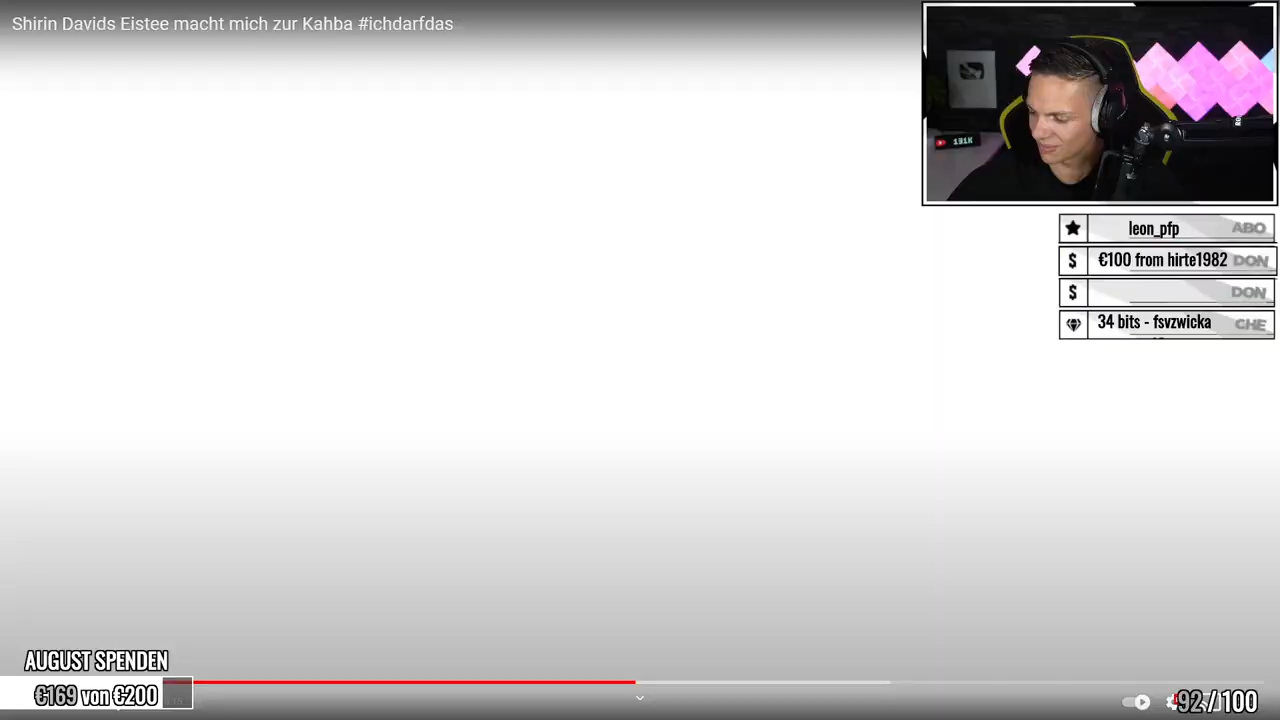 Shirin Davids Eistee macht mich zur Kahba #ichdarfdas
191K
leon_pfp ABO
€100 from hirte1982 DON
DON
34 bits - fsvzwicka CHE
AUGUST SPENDEN
€169 von €200
92/100